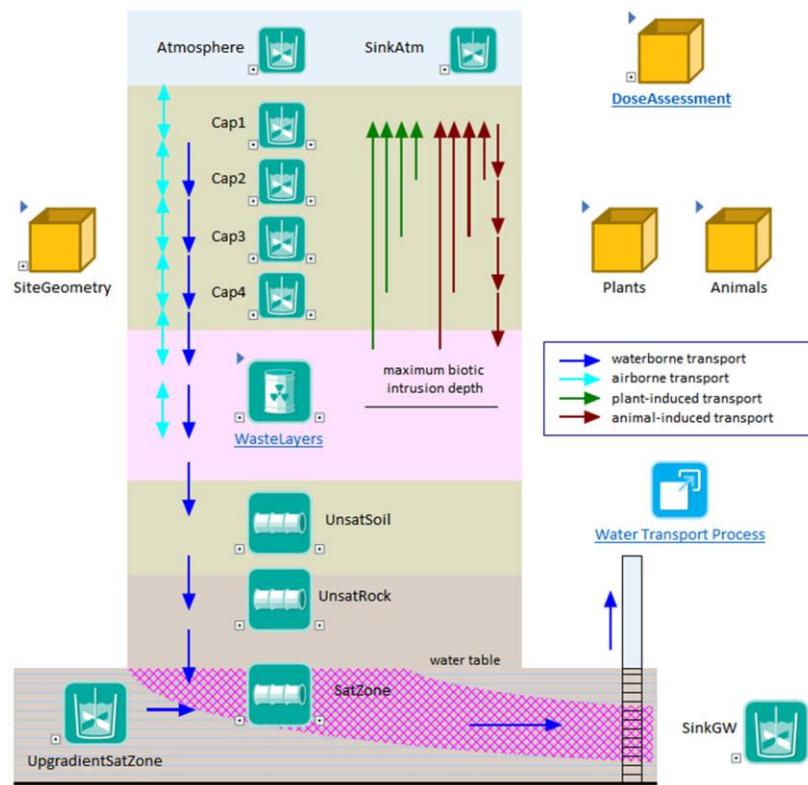 Atmosphere
SinkAtm
DoseAssessment
Cap1
Cap2
Cap3
Cap4
SiteGeometry
Plants
Animals
maximum biotic
intrusion depth
waterborne transport
airborne transport
plant-induced transport
animal-induced transport
WasteLayers
UnsatSoil
Water Transport Process
UnsatRock
water table
SatZone
SinkGW
UpgradientSatZone